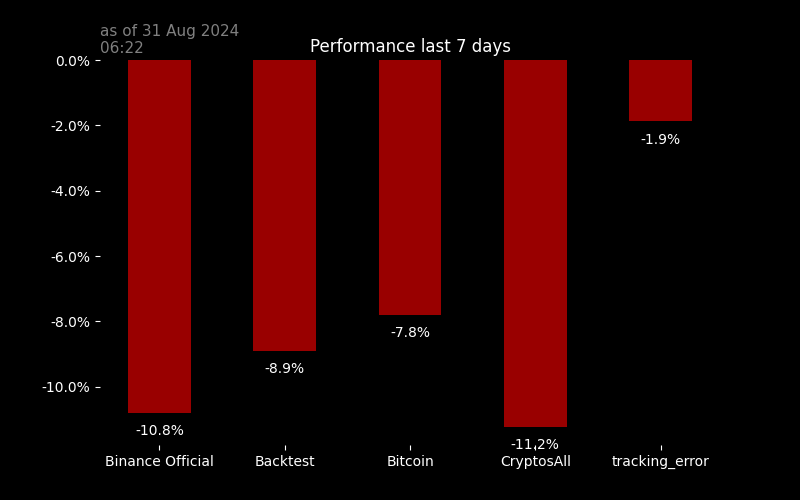 as of 31 Aug 2024
06:22
Performance last 7 days
0.0%
-2.0%
-4.0%
-6.0%
-8.0%
-10.0%
-10.8%
-8.9%
-7.8%
-11.2%
-1.9%
Binance Official
Backtest
Bitcoin
CryptosAll
tracking_error